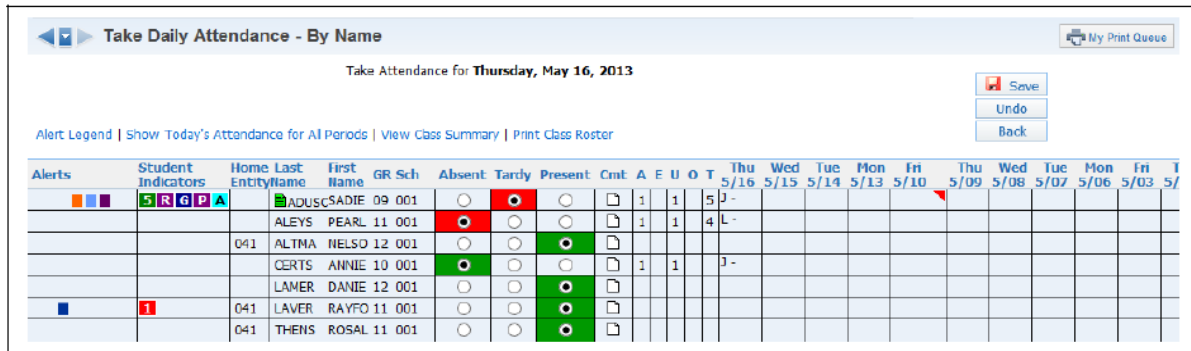 Take Daily Attendance - By Name
My Print Queue
Take Attendance for Thursday, May 16, 2013
Save
Undo
Back
Alert Legend | Show Today's Attendance for All Periods | View Class Summary | Print Class Roster
Alerts Student Indicators Home Entity Last Name First Name GR Sch Absent Tardy Present Cmt A E U O T Thu 5/16 Wed 5/15 Tue 5/14 Mon 5/13 Fri 5/10 Thu 5/09 Wed 5/08 Tue 5/07 Mon 5/06 Fri 5/03 T 5/
5 R G P A ADUSC SADIE 09 001 1 1 5 J -
ALEYS PEARL 11 001 1 1 4 L -
041 ALTMA NELSO 12 001
CERTS ANNIE 10 001 1 1 J -
LAMER DANIE 12 001
1 041 LAVER RAYFO 11 001
041 THENS ROSAL 11 001